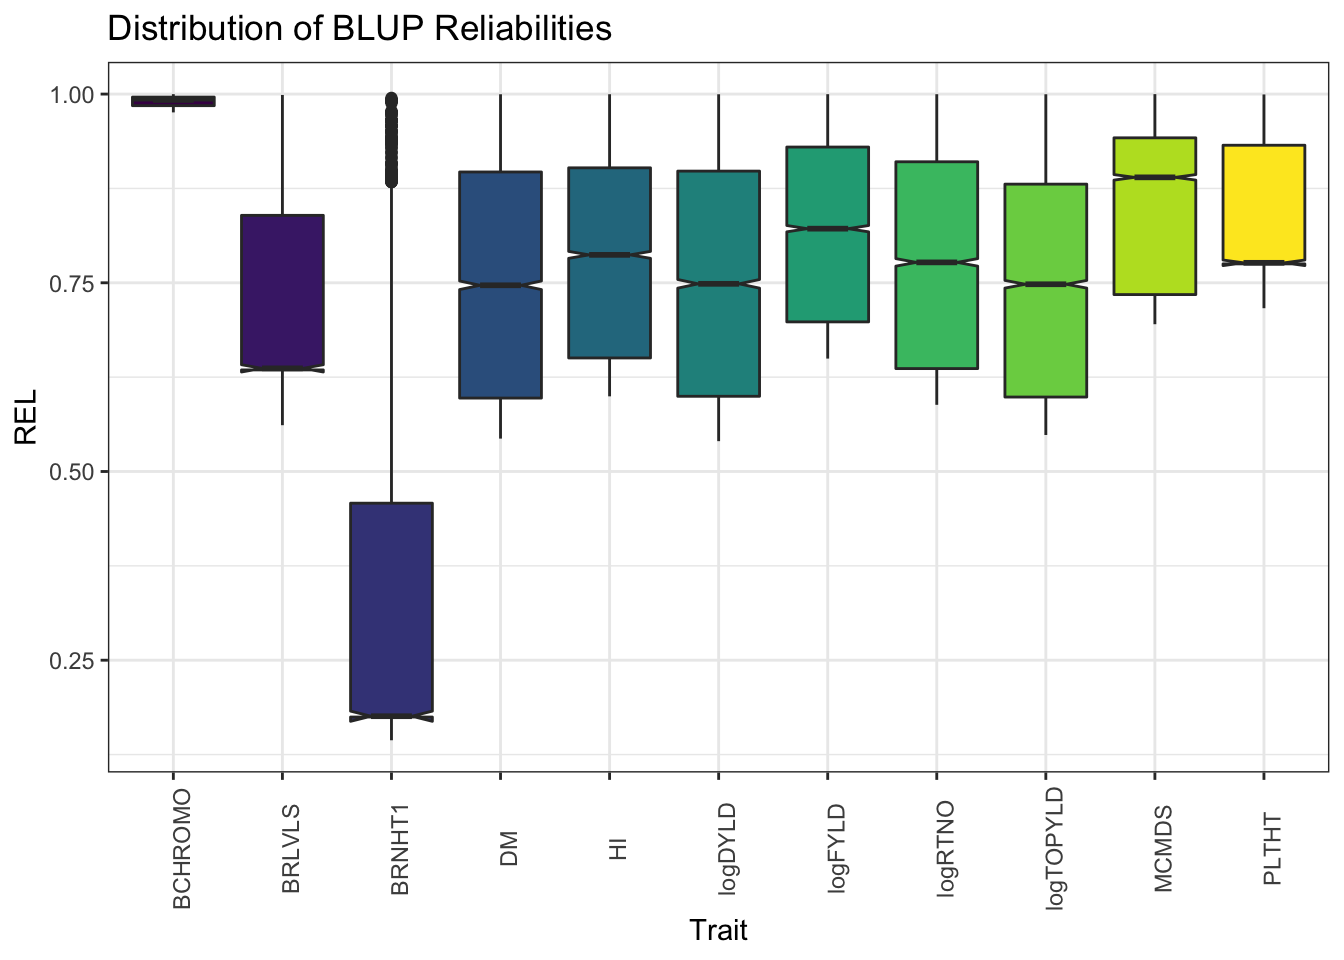 Distribution of BLUP Reliabilities
REL
1.00
0.75
0.50
0.25
BCHROMO
BRLVLS
BRNHT1
DM
HI
logDYLD
logFYLD
logRTNO
logTOPYLD
MCMDS
PLTHT
Trait